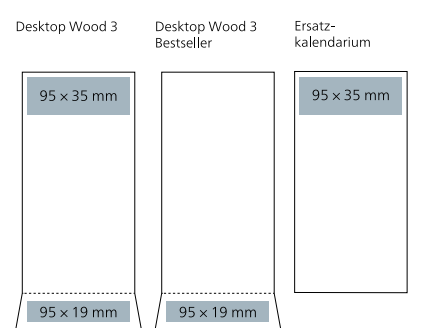 Desktop Wood 3
Desktop Wood 3
Bestseller
Ersatz-
kalendarium
95 × 35 mm
95 × 35 mm
95 × 19 mm
95 × 19 mm